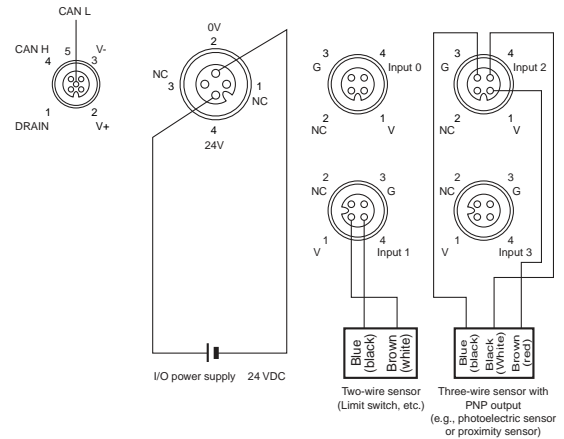 CAN L
CAN H
4
5
V-
3
1
DRAIN
2
V+
0V
2
NC
3
1
NC
4
24V
I/O power supply 24 VDC
3
G
4
Input 0
2
NC
1
V
3
G
4
Input 2
2
NC
1
V
2
NC
3
G
1
V
4
Input 1
2
NC
3
G
1
V
4
Input 3
Blue
(black)
Brown
(white)
Two-wire sensor
(Limit switch, etc.)
Blue
(black)
Black
(White)
Brown
(red)
Three-wire sensor with
PNP output
(e.g., photoelectric sensor
or proximity sensor)